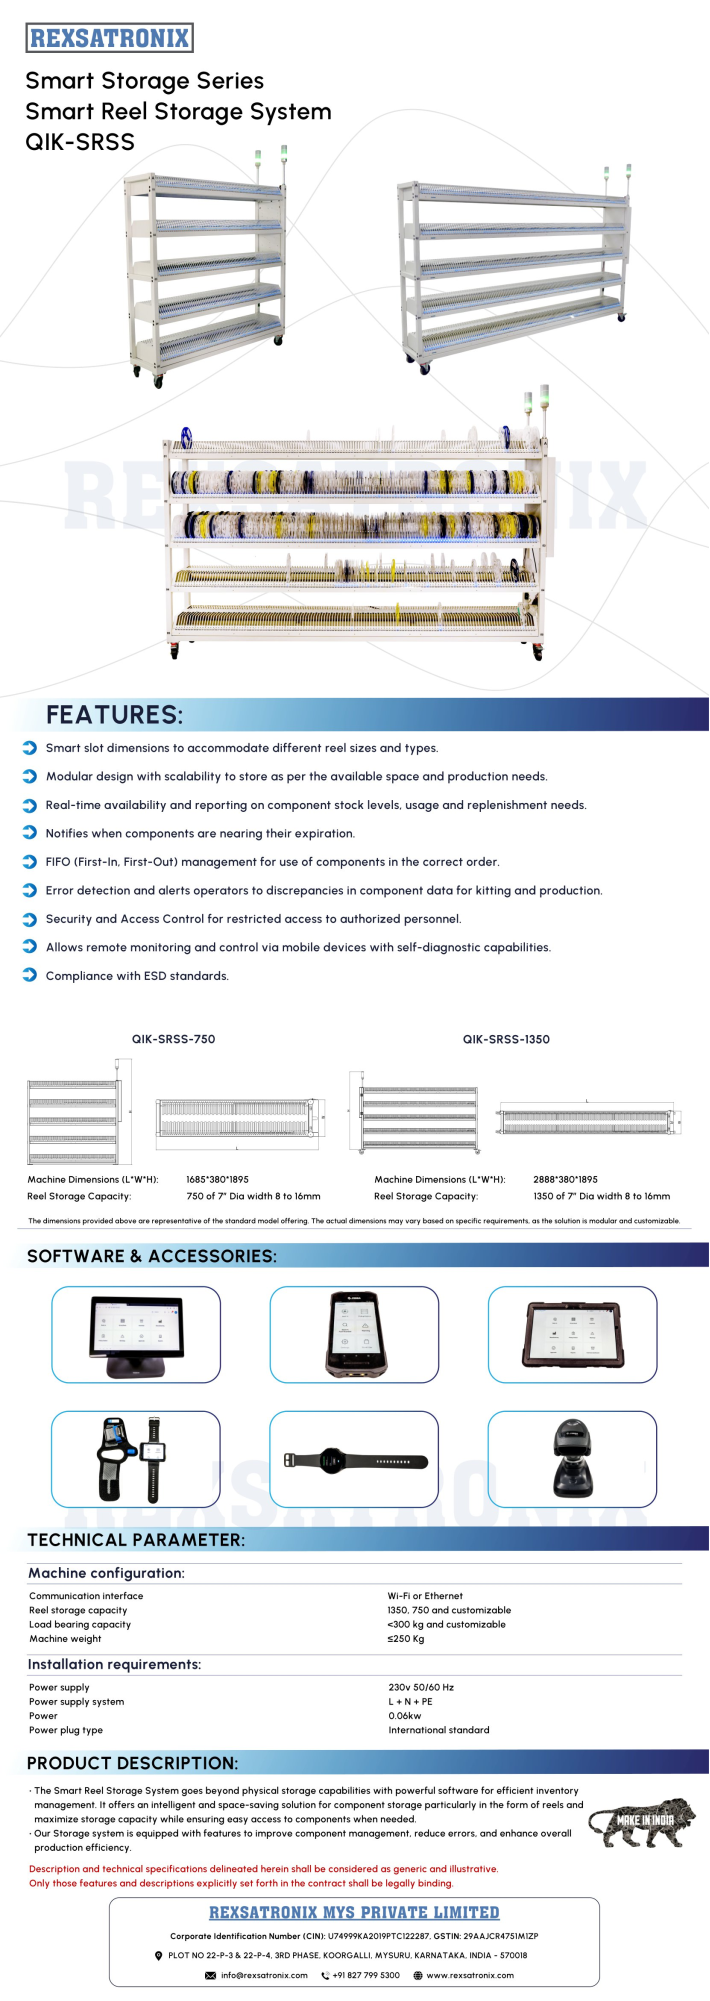 REXSATRONIX
Smart Storage Series
Smart Reel Storage System
QIK-SRSS
REXSATRONIX
FEATURES:
Smart slot dimensions to accommodate different reel sizes and types.
Modular design with scalability to store as per the available space and production needs.
Real-time availability and reporting on component stock levels, usage and replenishment needs.
Notifies when components are nearing their expiration.
FIFO (First-In, First-Out) management for use of components in the correct order.
Error detection and alerts operators to discrepancies in component data for kitting and production.
Security and Access Control for restricted access to authorized personnel.
Allows remote monitoring and control via mobile devices with self-diagnostic capabilities.
Compliance with ESD standards.
QIK-SRSS-750 QIK-SRSS-1350
L
L
Machine Dimensions (L*W*H): 1685*380*1895 Machine Dimensions (L*W*H): 2888*380*1895
Reel Storage Capacity: 750 of 7” Dia width 8 to 16mm Reel Storage Capacity: 1350 of 7” Dia width 8 to 16mm
The dimensions provided above are representative of the standard model offering. The actual dimensions may vary based on specific requirements, as the solution is modular and customizable.
SOFTWARE & ACCESSORIES:
REXSATRONIX
TECHNICAL PARAMETER:
Machine configuration:
Communication interface Wi-Fi or Ethernet
Reel storage capacity 1350, 750 and customizable
Load bearing capacity <300 kg and customizable
Machine weight ≤250 Kg
Installation requirements:
Power supply 230v 50/60 Hz
Power supply system L + N + PE
Power 0.06kw
Power plug type International standard
PRODUCT DESCRIPTION:
· The Smart Reel Storage System goes beyond physical storage capabilities with powerful software for efficient inventory
management. It offers an intelligent and space-saving solution for component storage particularly in the form of reels and
maximize storage capacity while ensuring easy access to components when needed.
· Our Storage system is equipped with features to improve component management, reduce errors, and enhance overall
production efficiency.
MAKE IN INDIA
Description and technical specifications delineated herein shall be considered as generic and illustrative.
Only those features and descriptions explicitly set forth in the contract shall be legally binding.
REXSATRONIX MYS PRIVATE LIMITED
Corporate Identification Number (CIN): U74999KA2019PTC122287, GSTIN: 29AAJCR4751M1ZP
PLOT NO 22-P-3 & 22-P-4, 3RD PHASE, KOORGALLI, MYSURU, KARNATAKA, INDIA - 570018
info@rexsatronix.com +91 827 799 5300 www.rexsatronix.com